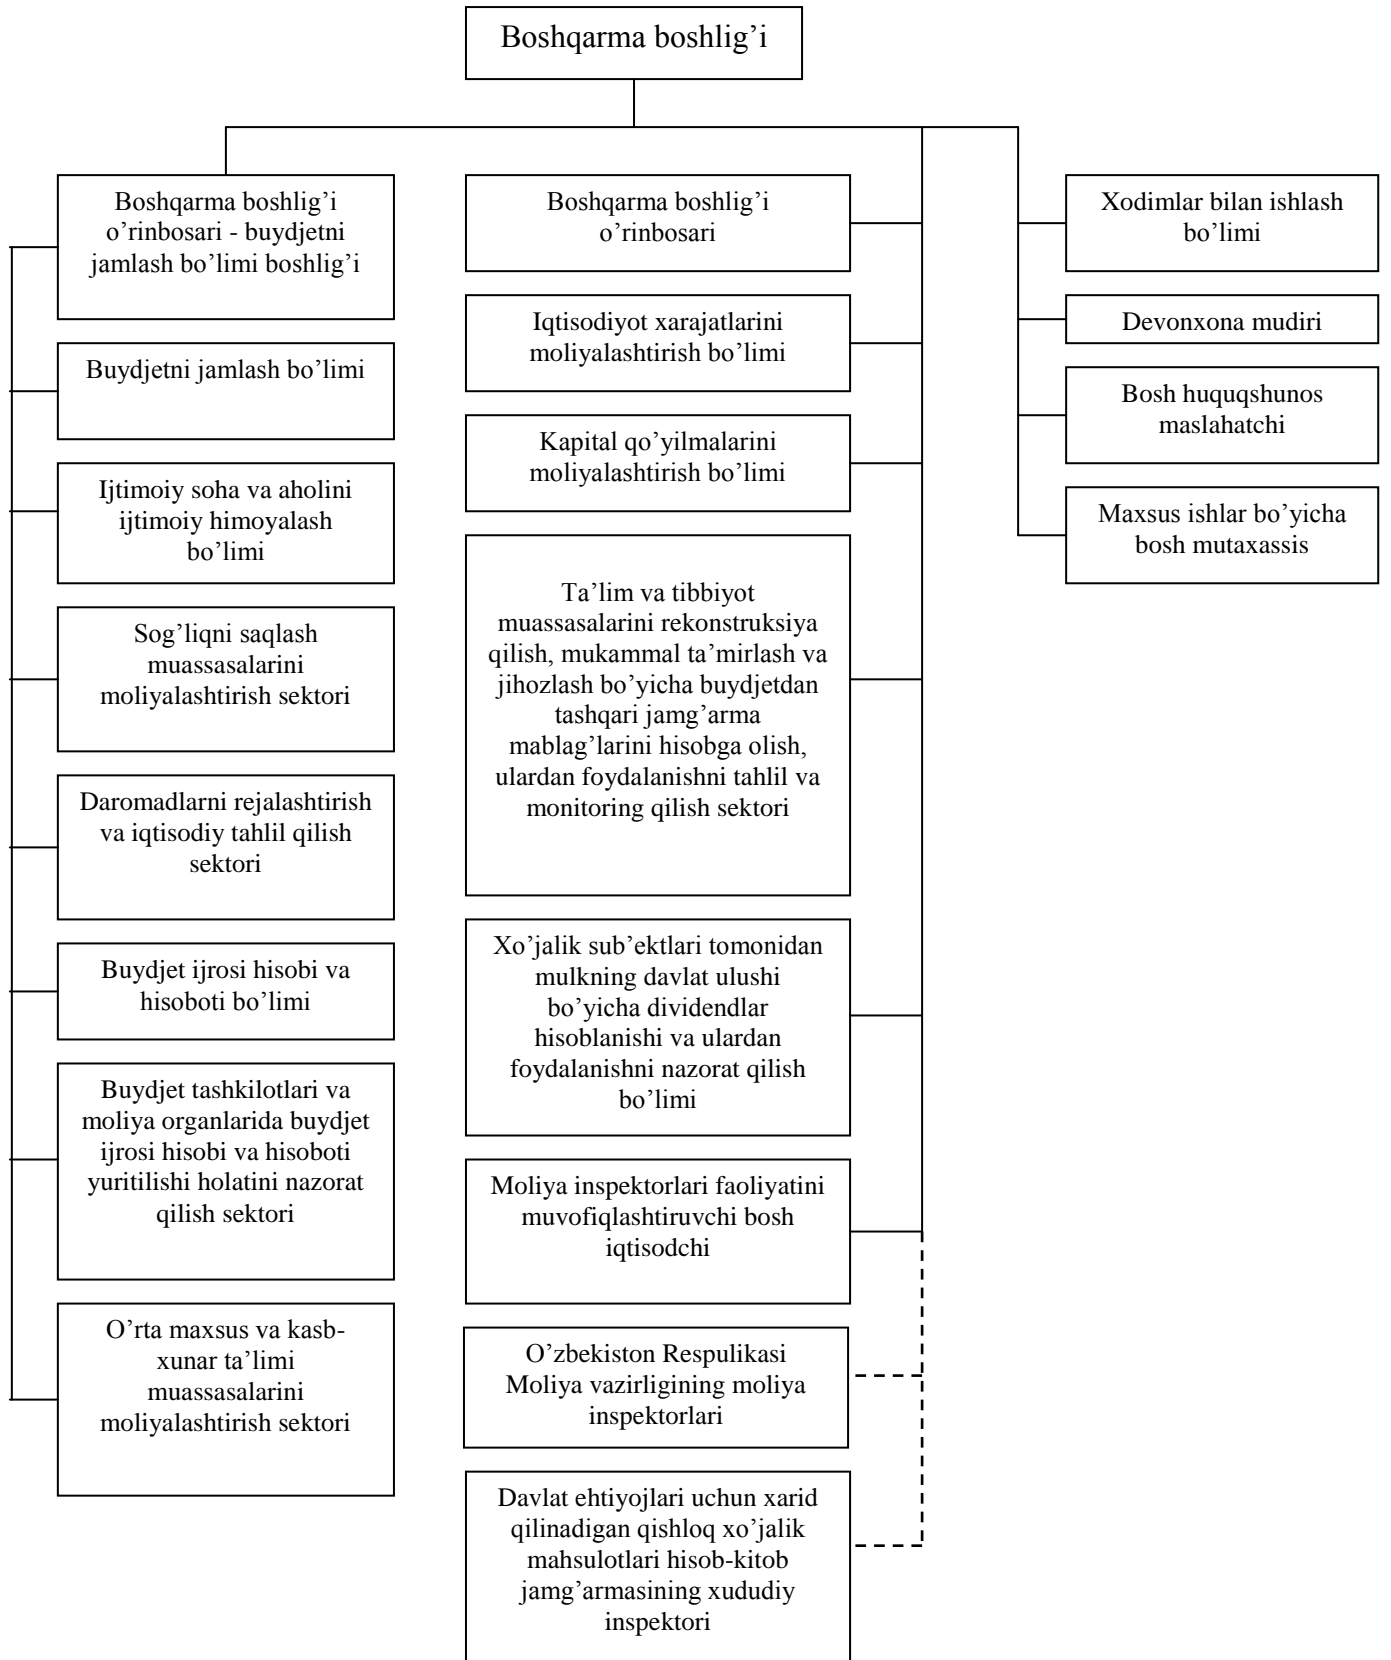 Boshqarma boshlig’i
Boshqarma boshlig’i
o’rinbosari - buydjetni
jamlash bo’limi boshlig’i
Buydjetni jamlash bo’limi
Ijtimoiy soha va aholini
ijtimoiy himoyalash
bo’limi
Sog’liqni saqlash
muassasalarini
moliyalashtirish sektori
Daromadlarni rejalashtirish
va iqtisodiy tahlil qilish
sektori
Buydjet ijrosi hisobi va
hisoboti bo’limi
Buydjet tashkilotlari va
moliya organlarida buydjet
ijrosi hisobi va hisoboti
yuritilishi holatini nazorat
qilish sektori
O’rta maxsus va kasb-
xunar ta’limi
muassasalarini
moliyalashtirish sektori
Boshqarma boshlig’i
o’rinbosari
Iqtisodiyot xarajatlarini
moliyalashtirish bo’limi
Kapital qo’yilmalarini
moliyalashtirish bo’limi
Ta’lim va tibbiyot
muassasalarini rekonstruksiya
qilish, mukammal ta’mirlash va
jihozlash bo’yicha buydjetdan
tashqari jamg’arma
mablag’larini hisobga olish,
ulardan foydalanishni tahlil va
monitoring qilish sektori
Xo’jalik sub’ektlari tomonidan
mulkning davlat ulushi
bo’yicha dividendlar
hisoblanishi va ulardan
foydalanishni nazorat qilish
bo’limi
Moliya inspektorlari faoliyatini
muvofiqlashtiruvchi bosh
iqtisodchi
O’zbekiston Respulikasi
Moliya vazirligining moliya
inspektorlari
Davlat ehtiyojlari uchun xarid
qilinadigan qishloq xo’jalik
mahsulotlari hisob-kitob
jamg’armasining xududiy
inspektori
Xodimlar bilan ishlash
bo’limi
Devonxona mudiri
Bosh huquqshunos
maslahatchi
Maxsus ishlar bo’yicha
bosh mutaxassis